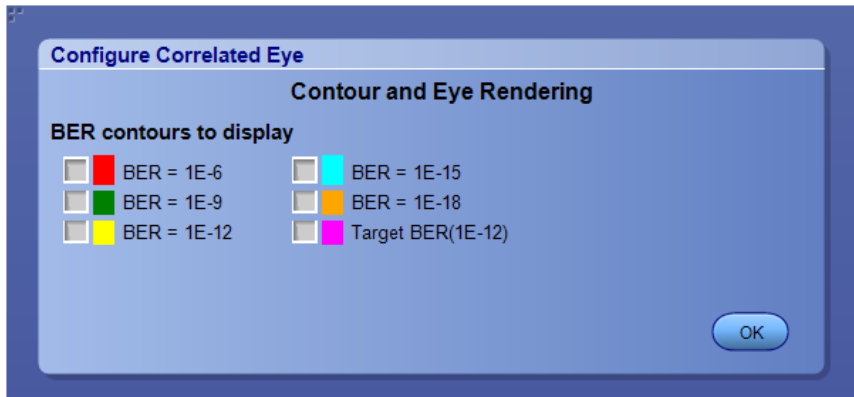 Configure Correlated Eye
Contour and Eye Rendering
BER contours to display
BER = 1E-6
BER = 1E-15
BER = 1E-9
BER = 1E-18
BER = 1E-12
Target BER(1E-12)
OK